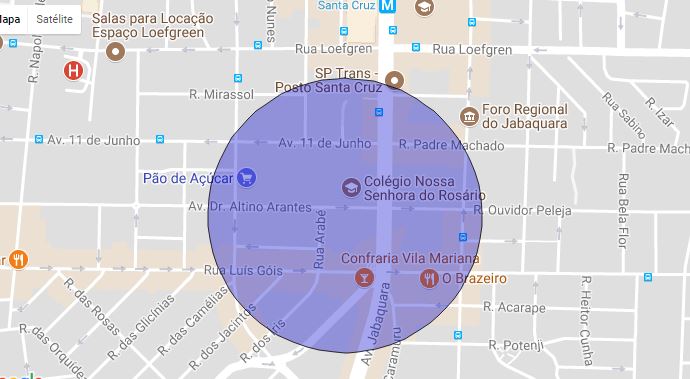 Mapa
Satélite
Salas para Locação
Espaço Loefgreen
Santa Cruz
M
R. Napol
Nunes
Rua Loefgren
Rua Loefgren
H
SP Trans -
Posto Santa Cruz
R. Mirassol
Foro Regional
do Jabaquara
Rua Sabino
R. Izar
Av. 11 de Junho
Av. 11 de Junho
R. Padre Machado
R. Padre Mach
Pão de Açúcar
Colégio Nossa
Senhora do Rosário
Rua Bela Flor
Av. Dr. Altino Arantes
R. Ouvidor Peleja
Rua Arabé
Confraria Vila Mariana
Rua Luís Góis
O Brazeiro
R. das Rosas
R. das Glicínias
R. das Camélias
R. dos Jacintos
R. dos Iris
R. das Orquídeas
Av. Jabaquara
caramuru
R. Acarape
R. Potenji
R. Heitor
Cunha